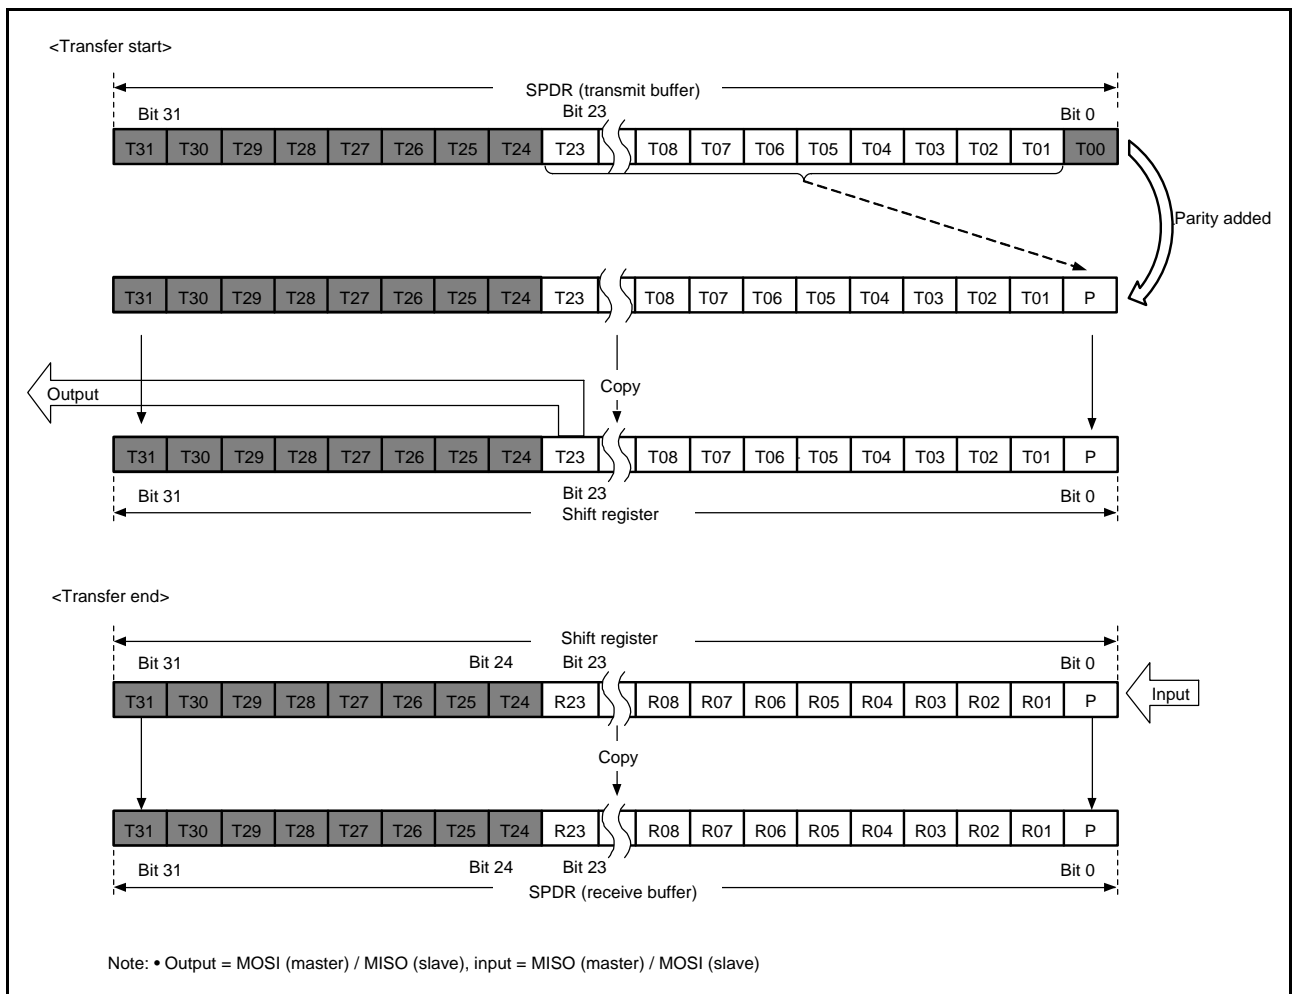 <Transfer start>
SPDR (transmit buffer)
Bit 31 Bit 23 Bit 0
T31 T30 T29 T28 T27 T26 T25 T24 T23 T08 T07 T06 T05 T04 T03 T02 T01 T00
Parity added
T31 T30 T29 T28 T27 T26 T25 T24 T23 T08 T07 T06 T05 T04 T03 T02 T01 P
Output
Copy
T31 T30 T29 T28 T27 T26 T25 T24 T23 T08 T07 T06 T05 T04 T03 T02 T01 P
Bit 31 Bit 23 Bit 0
Shift register
<Transfer end>
Shift register
Bit 31 Bit 24 Bit 23 Bit 0
T31 T30 T29 T28 T27 T26 T25 T24 R23 R08 R07 R06 R05 R04 R03 R02 R01 P
Input
Copy
T31 T30 T29 T28 T27 T26 T25 T24 R23 R08 R07 R06 R05 R04 R03 R02 R01 P
Bit 31 Bit 24 Bit 23 Bit 0
SPDR (receive buffer)
Note: • Output = MOSI (master) / MISO (slave), input = MISO (master) / MOSI (slave)